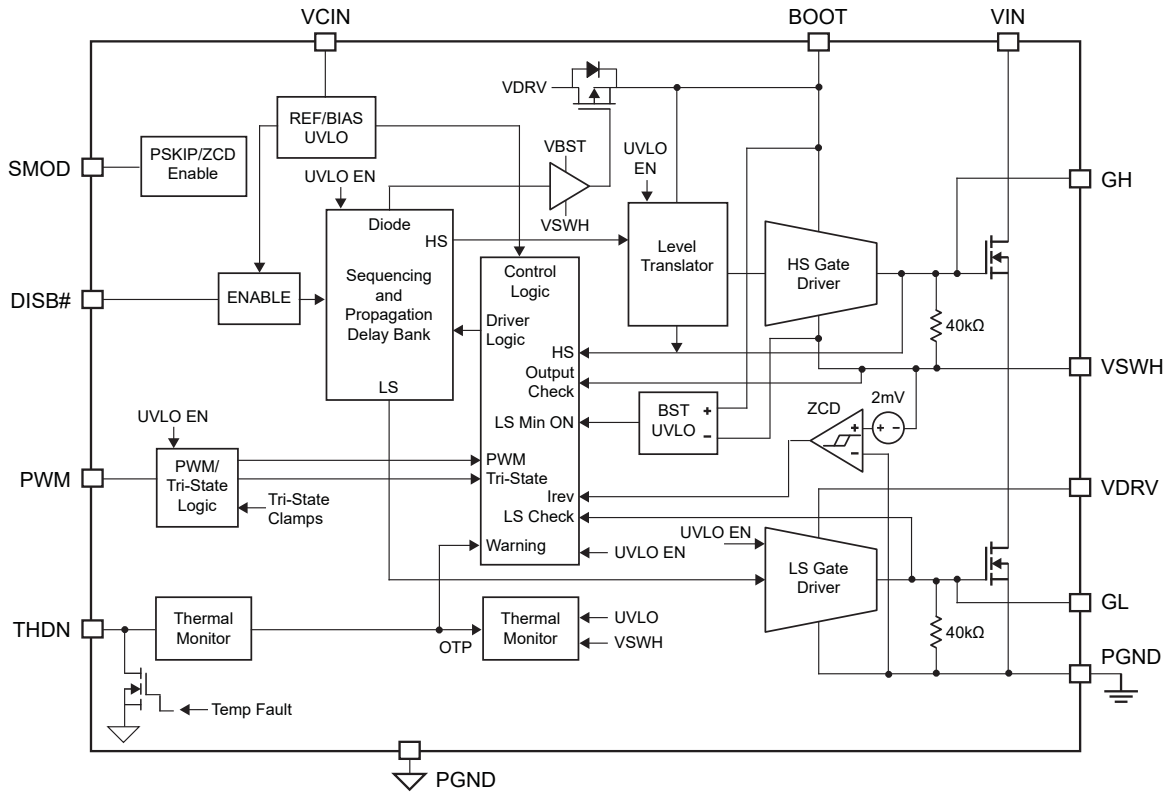 VCIN
BOOT
VIN
VDRV
REF/BIAS
UVLO
SMOD
PSKIP/ZCD
Enable
VBST
VSWH
UVLO
EN
UVLO EN
GH
Diode
HS
Sequencing
and
Propagation
Delay Bank
LS
Level
Translator
HS Gate
Driver
Control
Logic
Driver
Logic
DISB#
ENABLE
40kΩ
HS
Output
Check
VSWH
LS Min ON
BST
UVLO
+
–
ZCD
2mV
+ -
+
–
UVLO EN
PWM
PWM/
Tri-State
Logic
Tri-State
Clamps
PWM
Tri-State
Irev
LS Check
Warning
UVLO EN
VDRV
UVLO EN
LS Gate
Driver
GL
40kΩ
THDN
Thermal
Monitor
OTP
Thermal
Monitor
UVLO
VSWH
PGND
Temp Fault
PGND